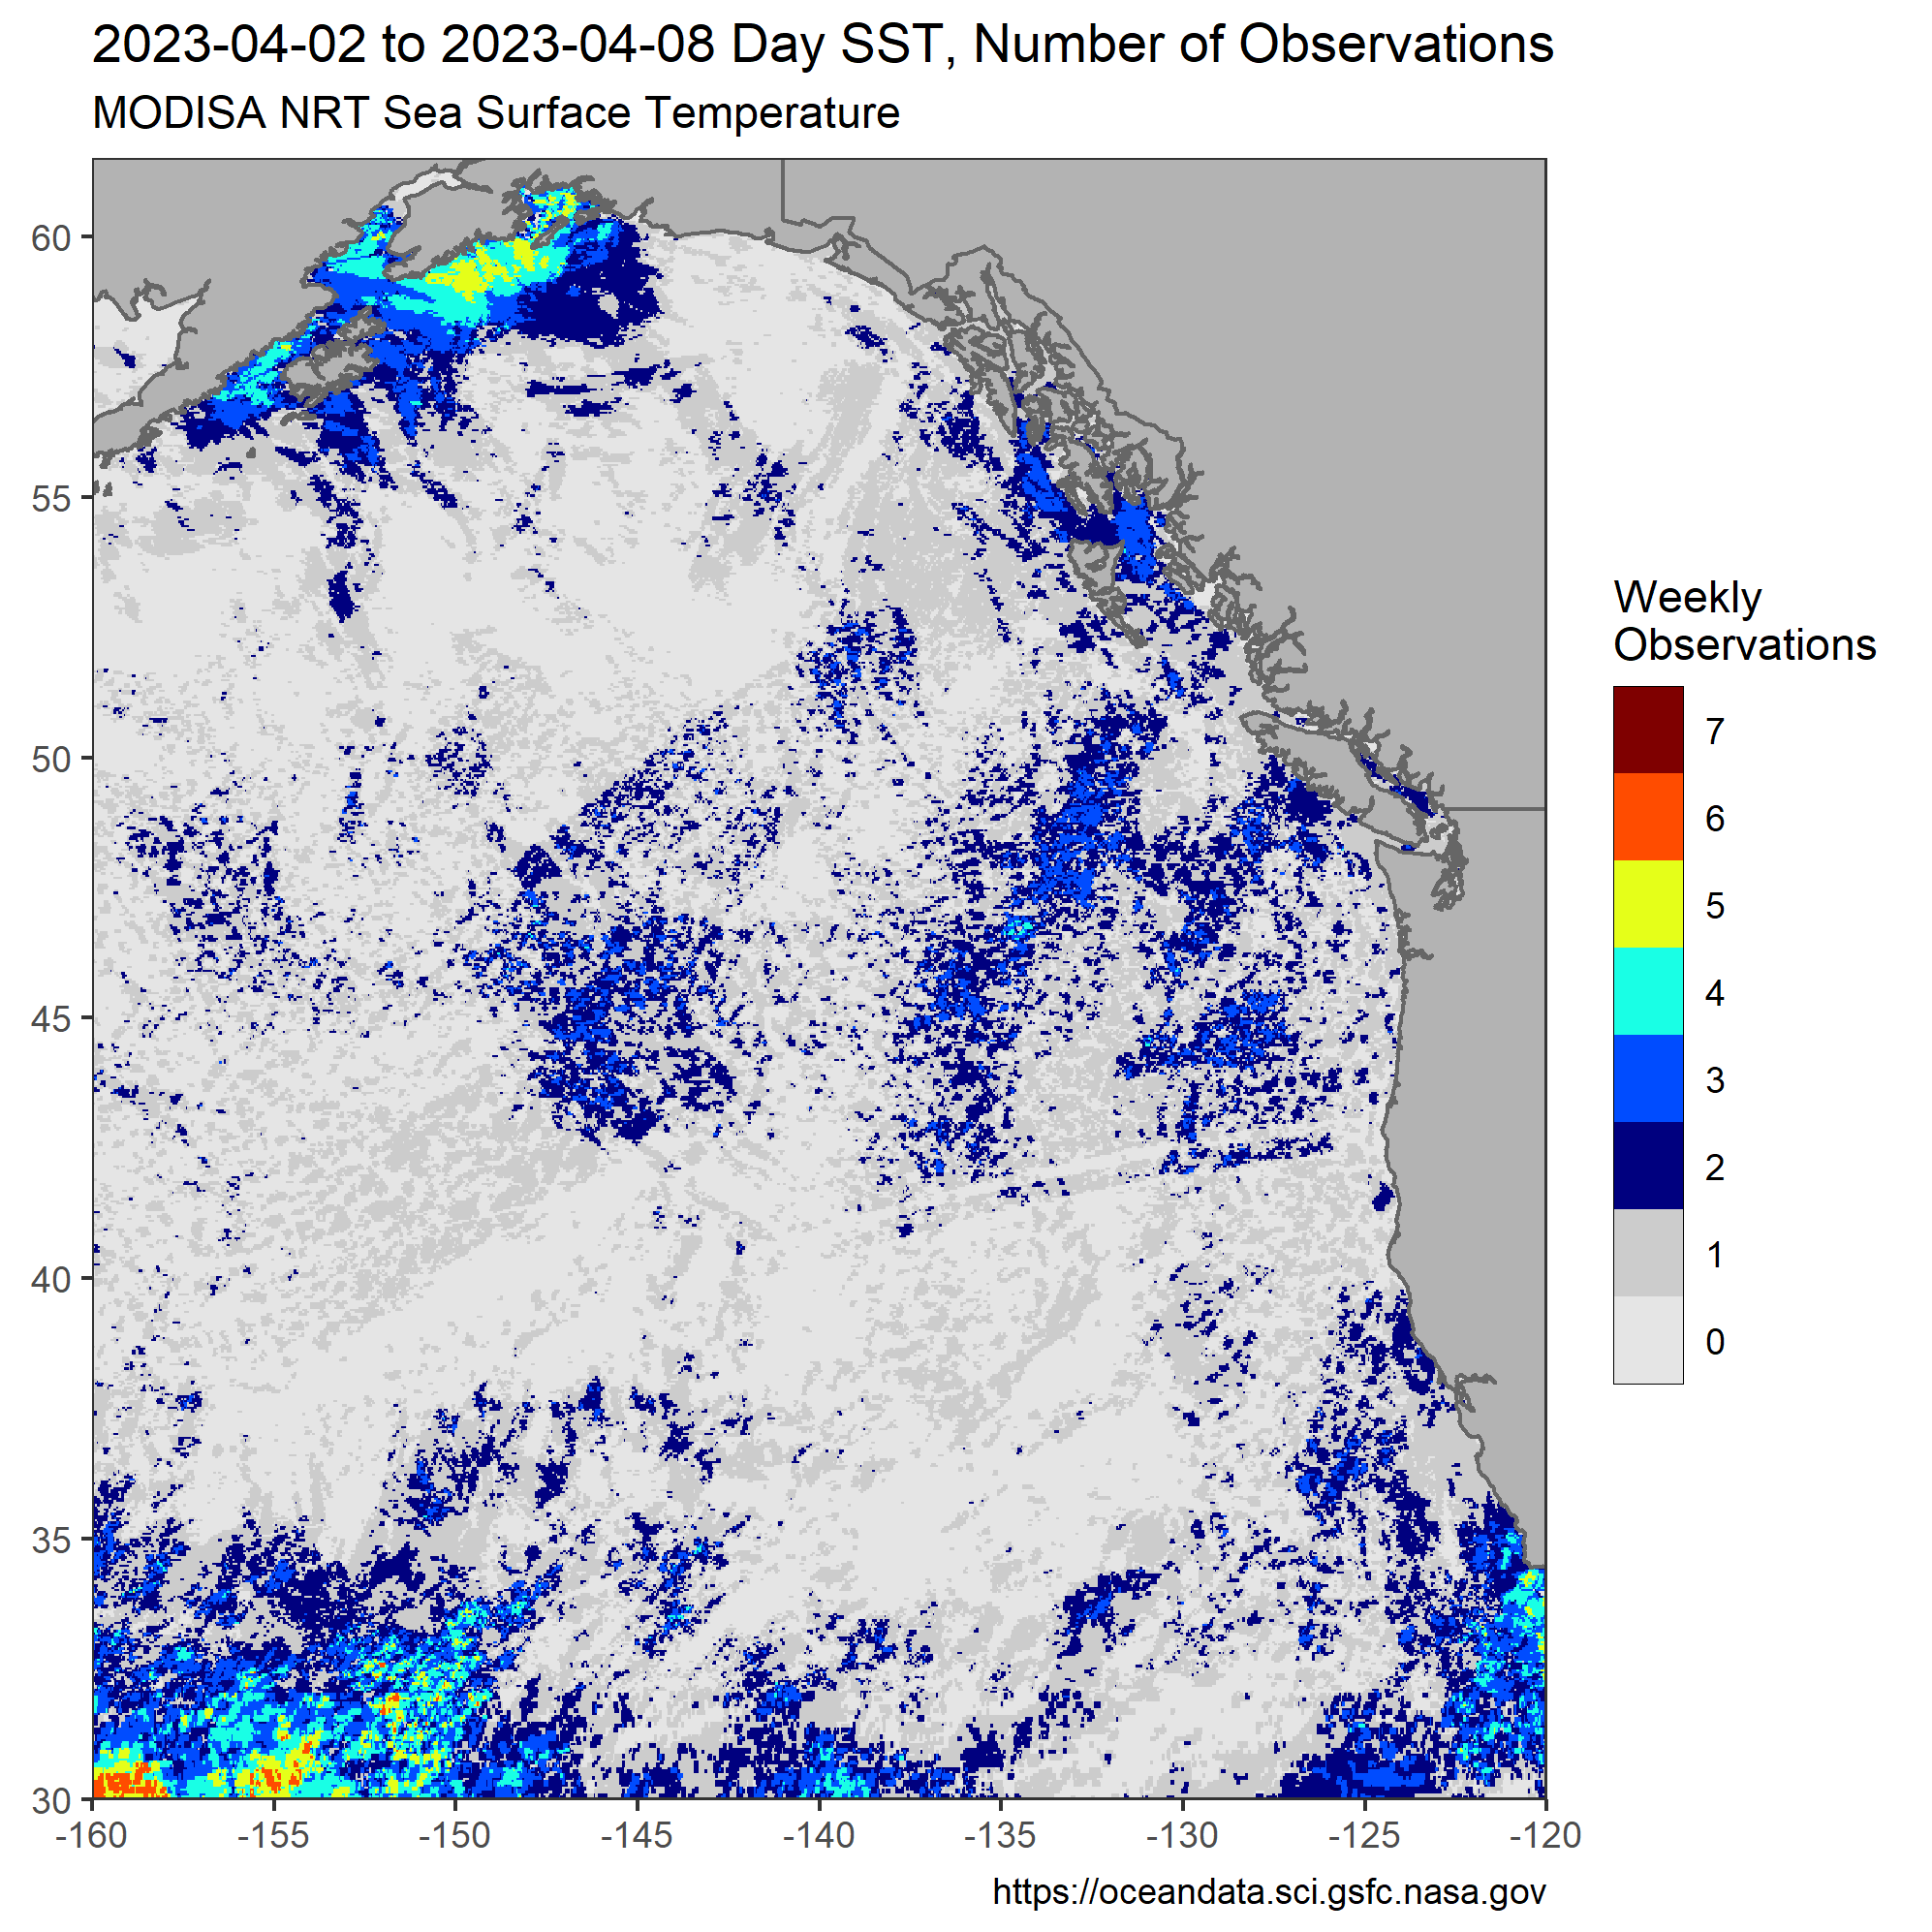 2023-04-02 to 2023-04-08 Day SST, Number of Observations
MODISA NRT Sea Surface Temperature
60
55
50
45
40
35
30
-160 -155 -150 -145 -140 -135 -130 -125 -120
Weekly
Observations
7
6
5
4
3
2
1
0
https://oceandata.sci.gsfc.nasa.gov